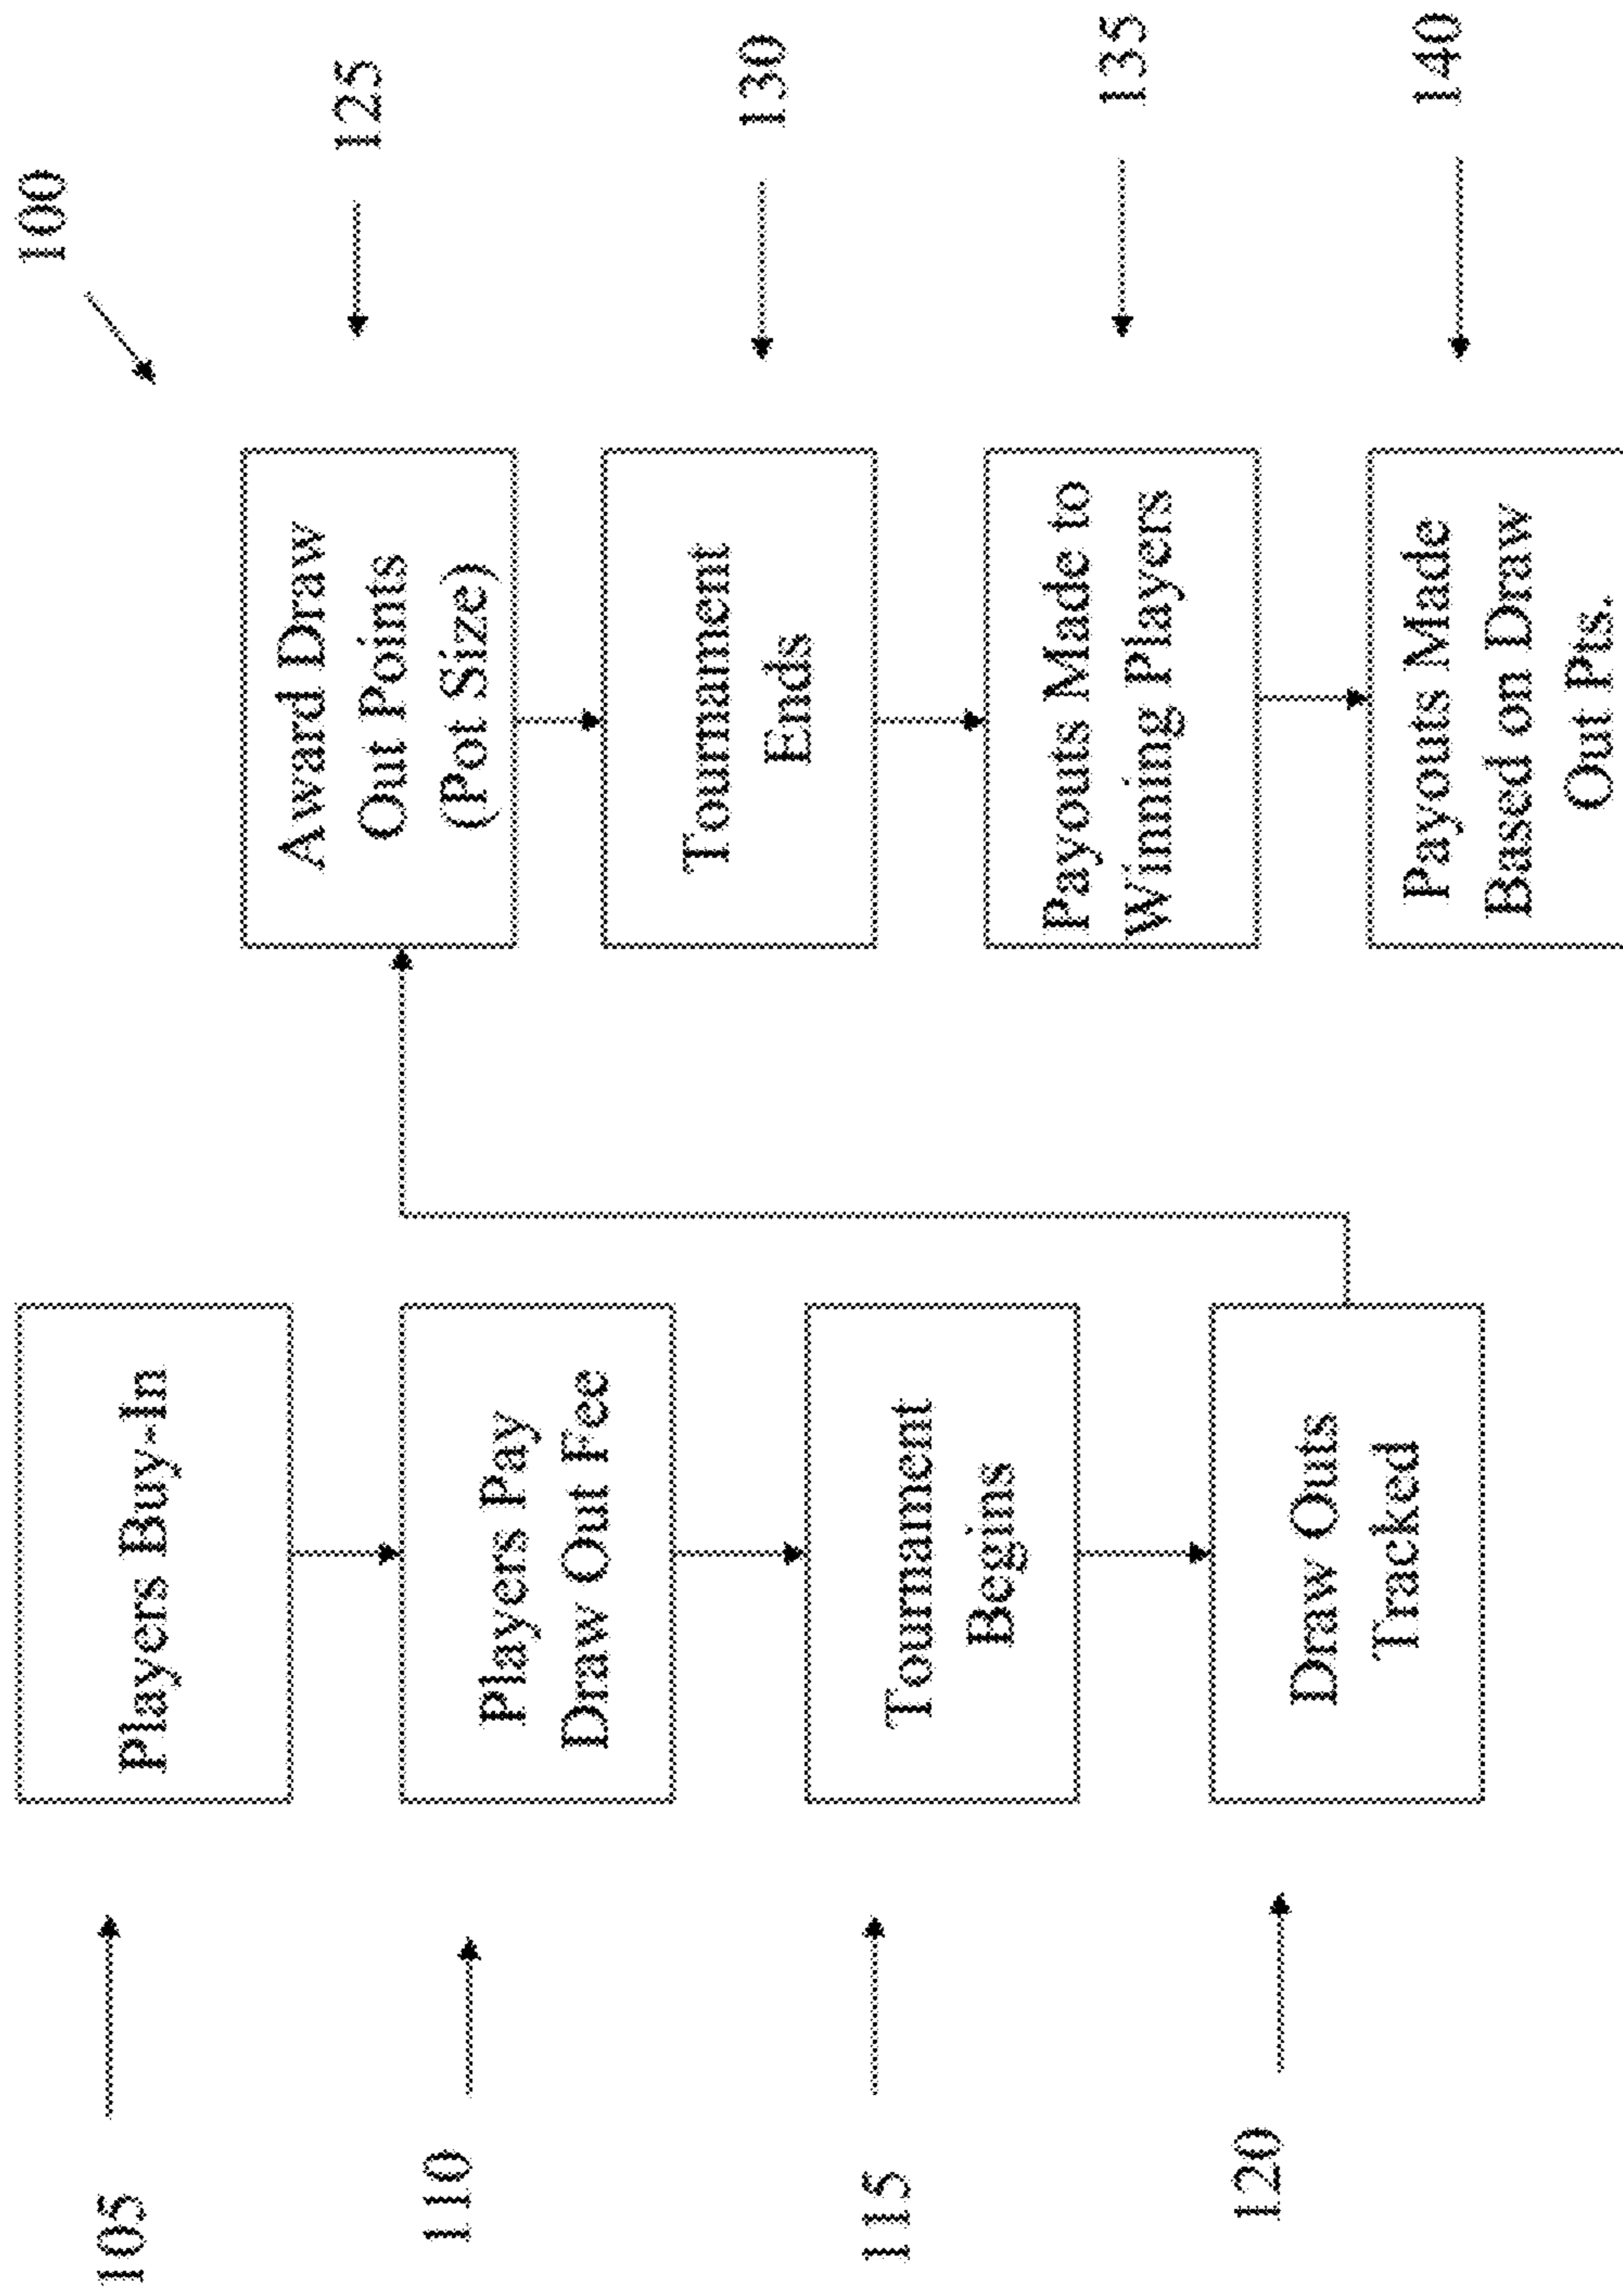 100
105
Players Buy-In
110
Players Pay
Draw Out Fee
115
Tournament
Begins
120
Draw Outs
Tracked
125
Award Draw
Out Points
(Pot Size)
130
Tournament
Ends
135
Payouts Made to
Winning Players
140
Payouts Made
Based on Draw
Out Pts.